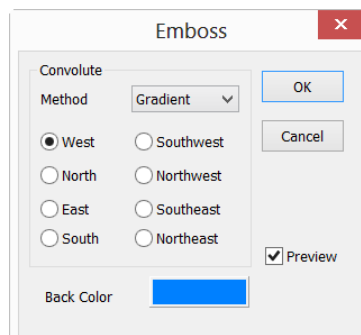 Emboss
x
Convolute
Method Gradient
OK
Cancel
West Southwest
North Northwest
East Southeast
South Northeast
Preview
Back Color